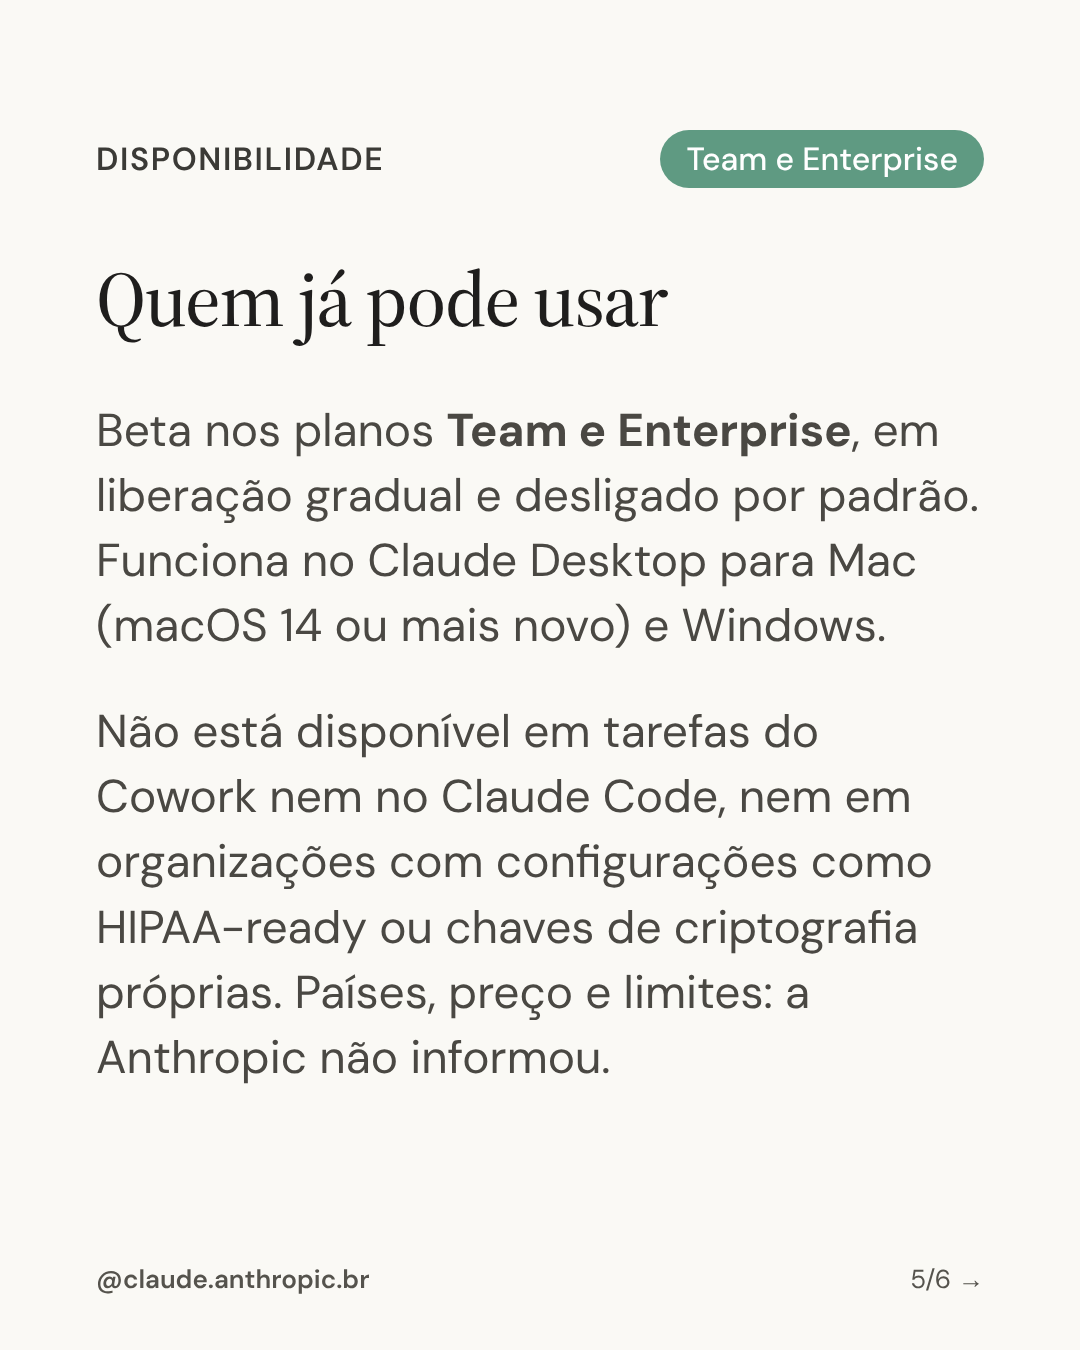 DISPONIBILIDADE
Team e Enterprise
Quem já pode usar
Beta nos planos Team e Enterprise, em
liberação gradual e desligado por padrão.
Funciona no Claude Desktop para Mac
(macOS 14 ou mais novo) e Windows.
Não está disponível em tarefas do
Cowork nem no Claude Code, nem em
organizações com configurações como
HIPAA-ready ou chaves de criptografia
próprias. Países, preço e limites: a
Anthropic não informou.
@claude.anthropic.br
5/6 →